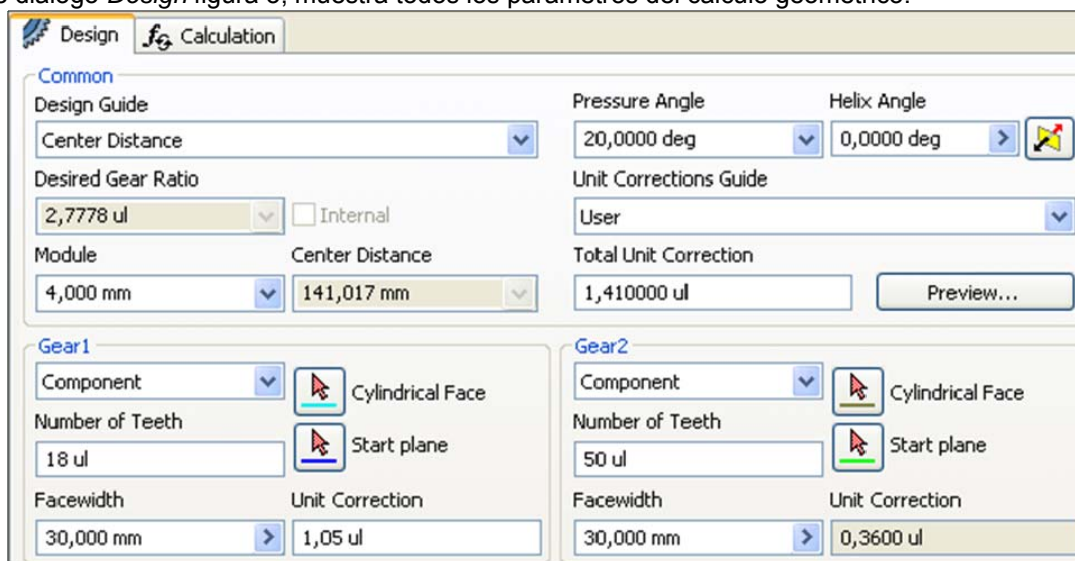 diálogo Design figura 3, muestra todos los parámetros del cálculo geométrico.
Design
fG Calculation
Common
Design Guide
Pressure Angle
Helix Angle
Center Distance
20,0000 deg
0,0000 deg
Desired Gear Ratio
Unit Corrections Guide
2,7778 ul
Internal
User
Module
Center Distance
Total Unit Correction
4,000 mm
141,017 mm
1,410000 ul
Preview...
Gear1
Gear2
Component
Cylindrical Face
Component
Cylindrical Face
Number of Teeth
Start plane
Number of Teeth
Start plane
18 ul
50 ul
Facewidth
Unit Correction
Facewidth
Unit Correction
30,000 mm
1,05 ul
30,000 mm
0,3600 ul